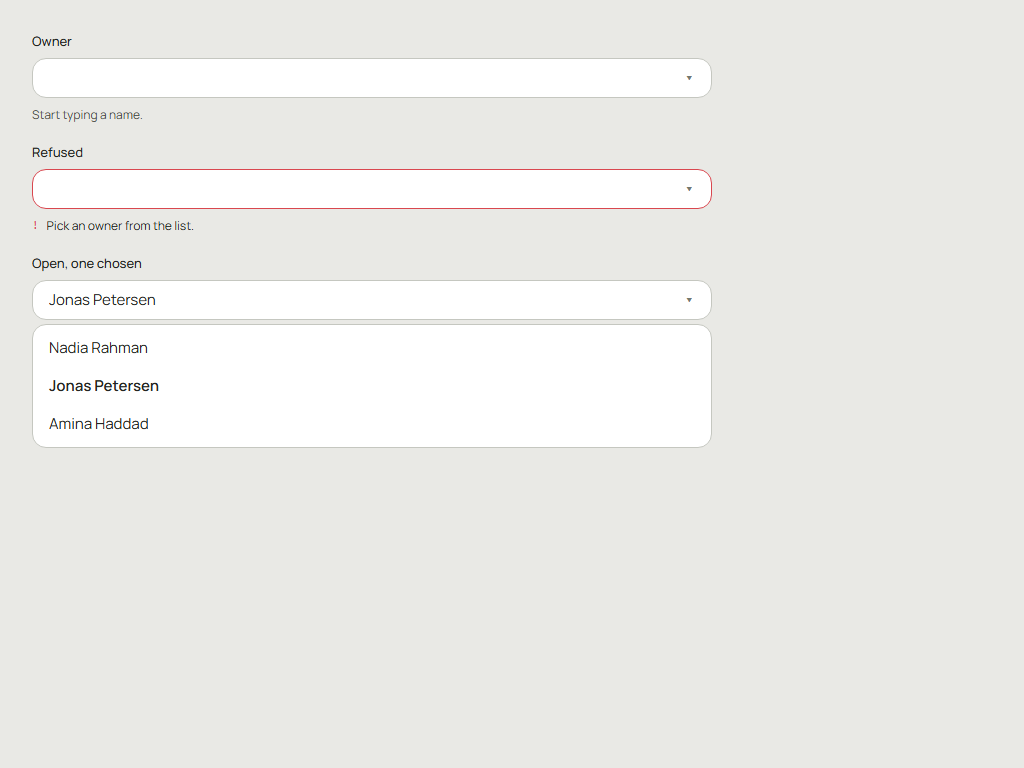 Owner
Start typing a name.
Refused
! Pick an owner from the list.
Open, one chosen
Jonas Petersen
Nadia Rahman
Jonas Petersen
Amina Haddad